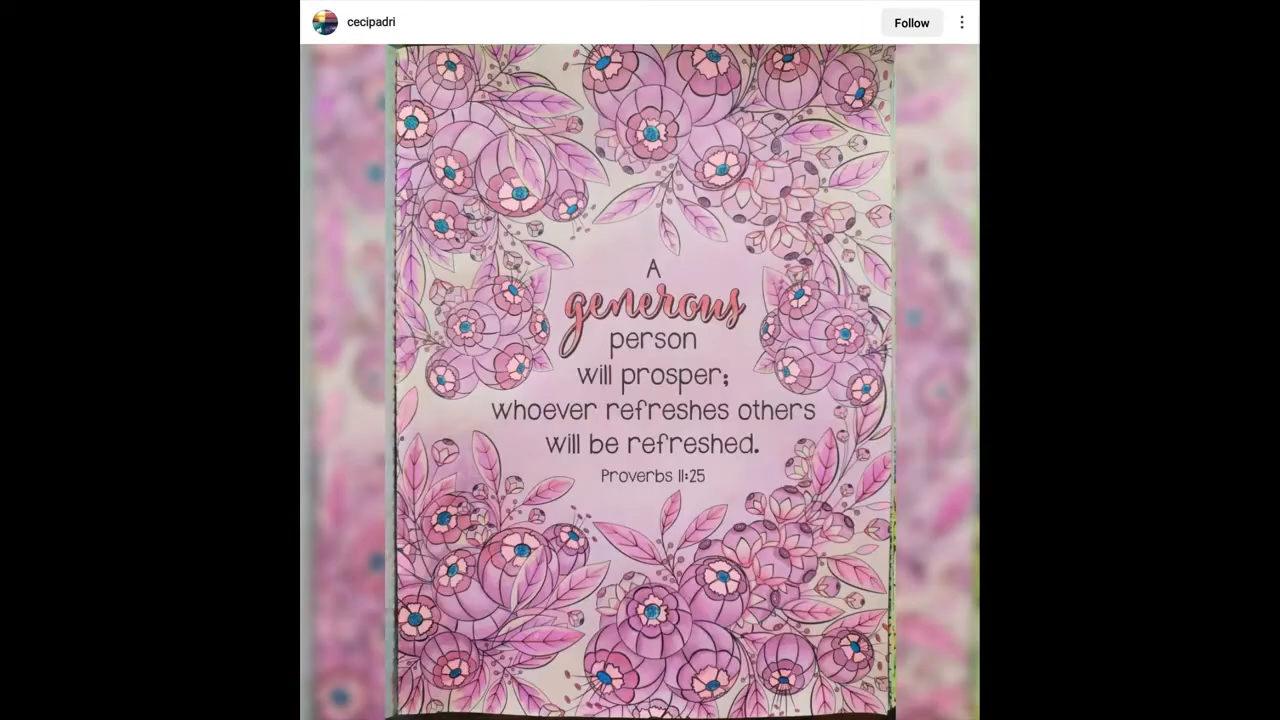 cecipadri
Follow
A
generous
person
will prosper;
whoever refreshes others
will be refreshed.
Proverbs 11:25